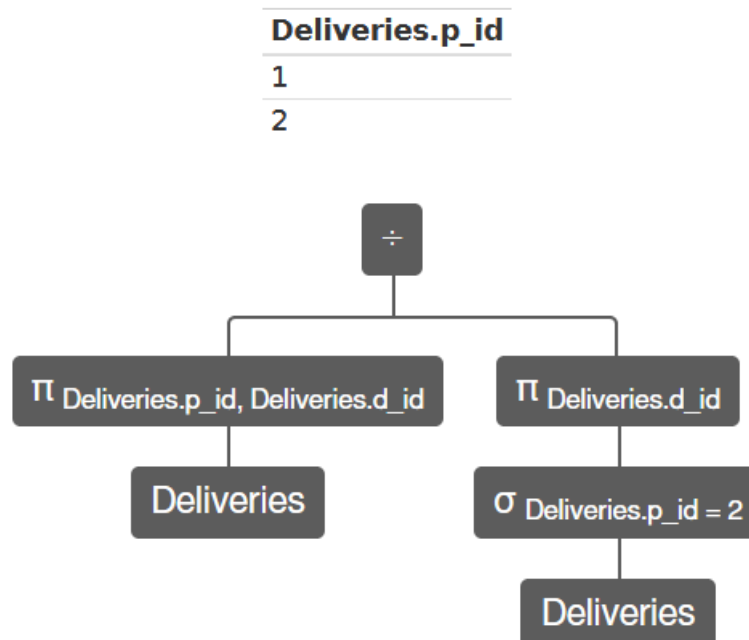 Deliveries.p_id
1
2
÷
π Deliveries.p_id, Deliveries.d_id
π Deliveries.d_id
Deliveries
σ Deliveries.p_id = 2
Deliveries